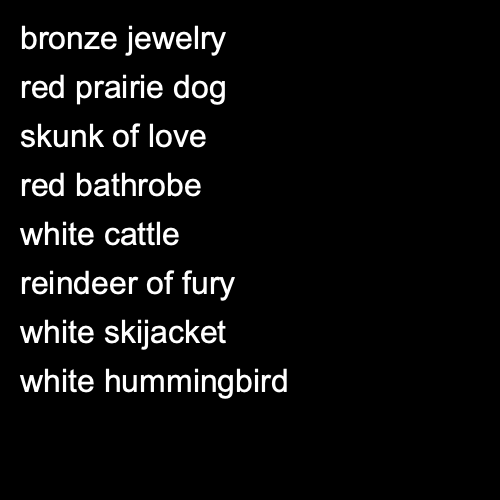 bronze jewelry
red prairie dog
skunk of love
red bathrobe
white cattle
reindeer of fury
white skijacket
white hummingbird